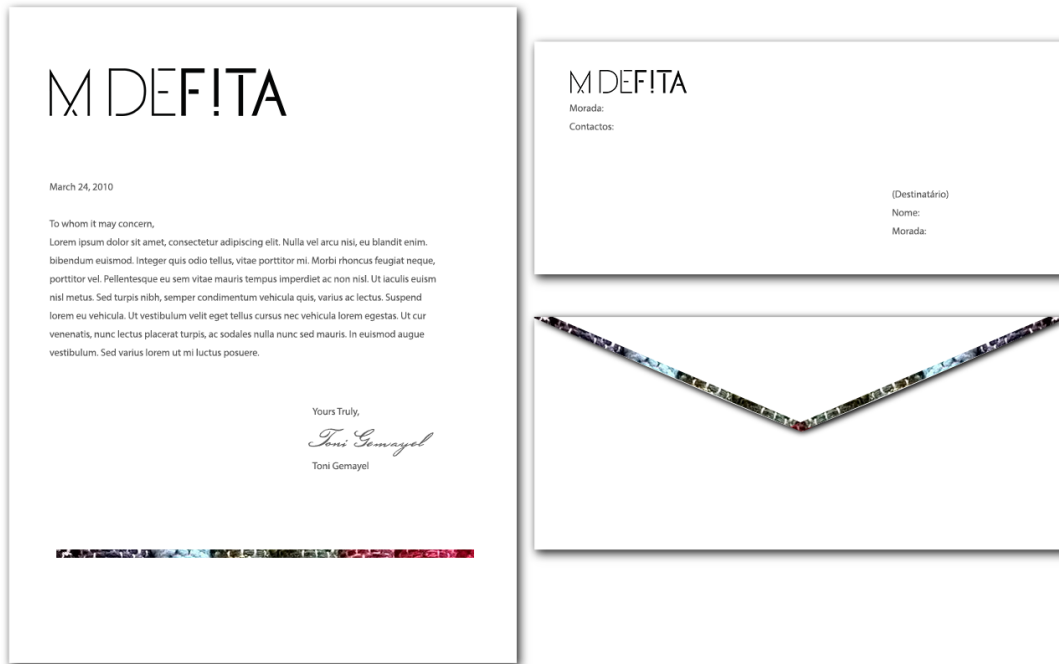 M DEF!TA
March 24, 2010
To whom it may concern,
Lorem ipsum dolor sit amet, consectetur adipiscing elit. Nulla vel arcu nisi, eu blandit enim.
bibendum euismod. Integer quis odio tellus, vitae porttitor mi. Morbi rhoncus feugiat neque,
porttitor vel. Pellentesque eu sem vitae mauris tempus imperdiet ac non nisl. Ut iaculis euism
nisl metus. Sed turpis nibh, semper condimentum vehicula quis, varius ac lectus. Suspend
lorem eu vehicula. Ut vestibulum velit eget tellus cursus nec vehicula lorem egestas. Ut cur
venenatis, nunc lectus placerat turpis, ac sodales nulla nunc sed mauris. In euismod augue
vestibulum. Sed varius lorem ut mi luctus posuere.
Yours Truly,
Toni Gemayel
Toni Gemayel
M DEF!TA
Morada:
Contactos:
(Destinatário)
Nome:
Morada: